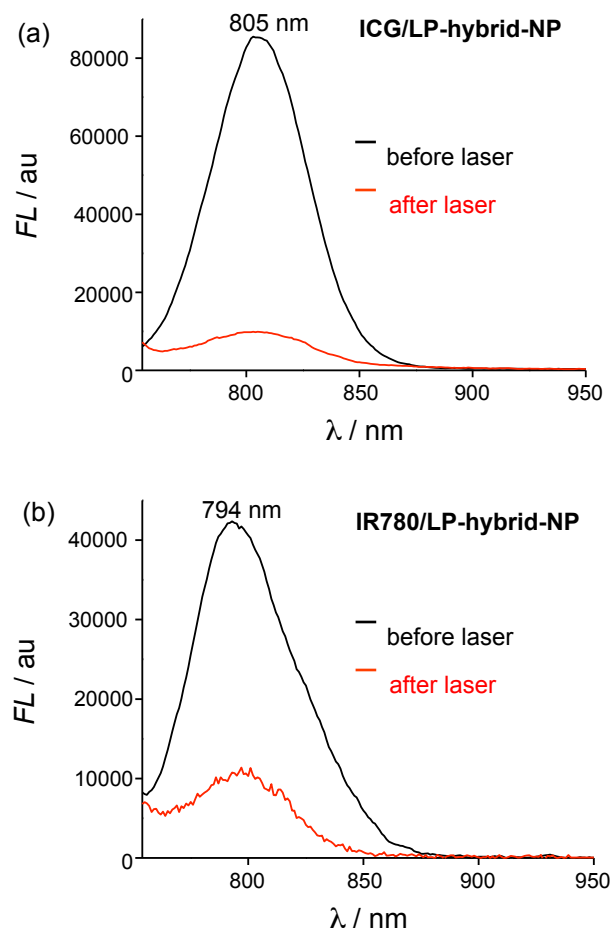 (a)
805 nm
ICG/LP-hybrid-NP
80000
60000
40000
20000
0
FL / au
before laser
after laser
800
850
900
950
λ / nm
(b)
794 nm
IR780/LP-hybrid-NP
40000
30000
20000
10000
0
FL / au
before laser
after laser
800
850
900
950
λ / nm